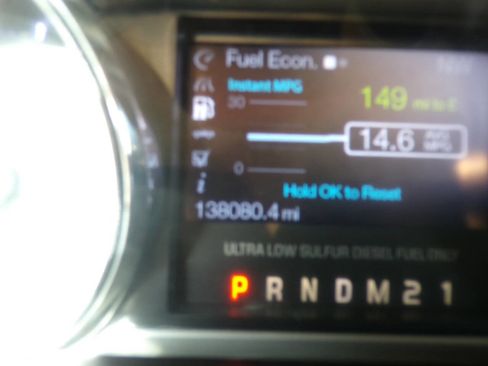 Fuel Econ.
Instant MPG
30
149 mi to E
14.6 AVG MPG
0
Hold OK to Reset
138080.4 mi
ULTRA LOW SULFUR DIESEL FUEL ONLY
P R N D M 2 1